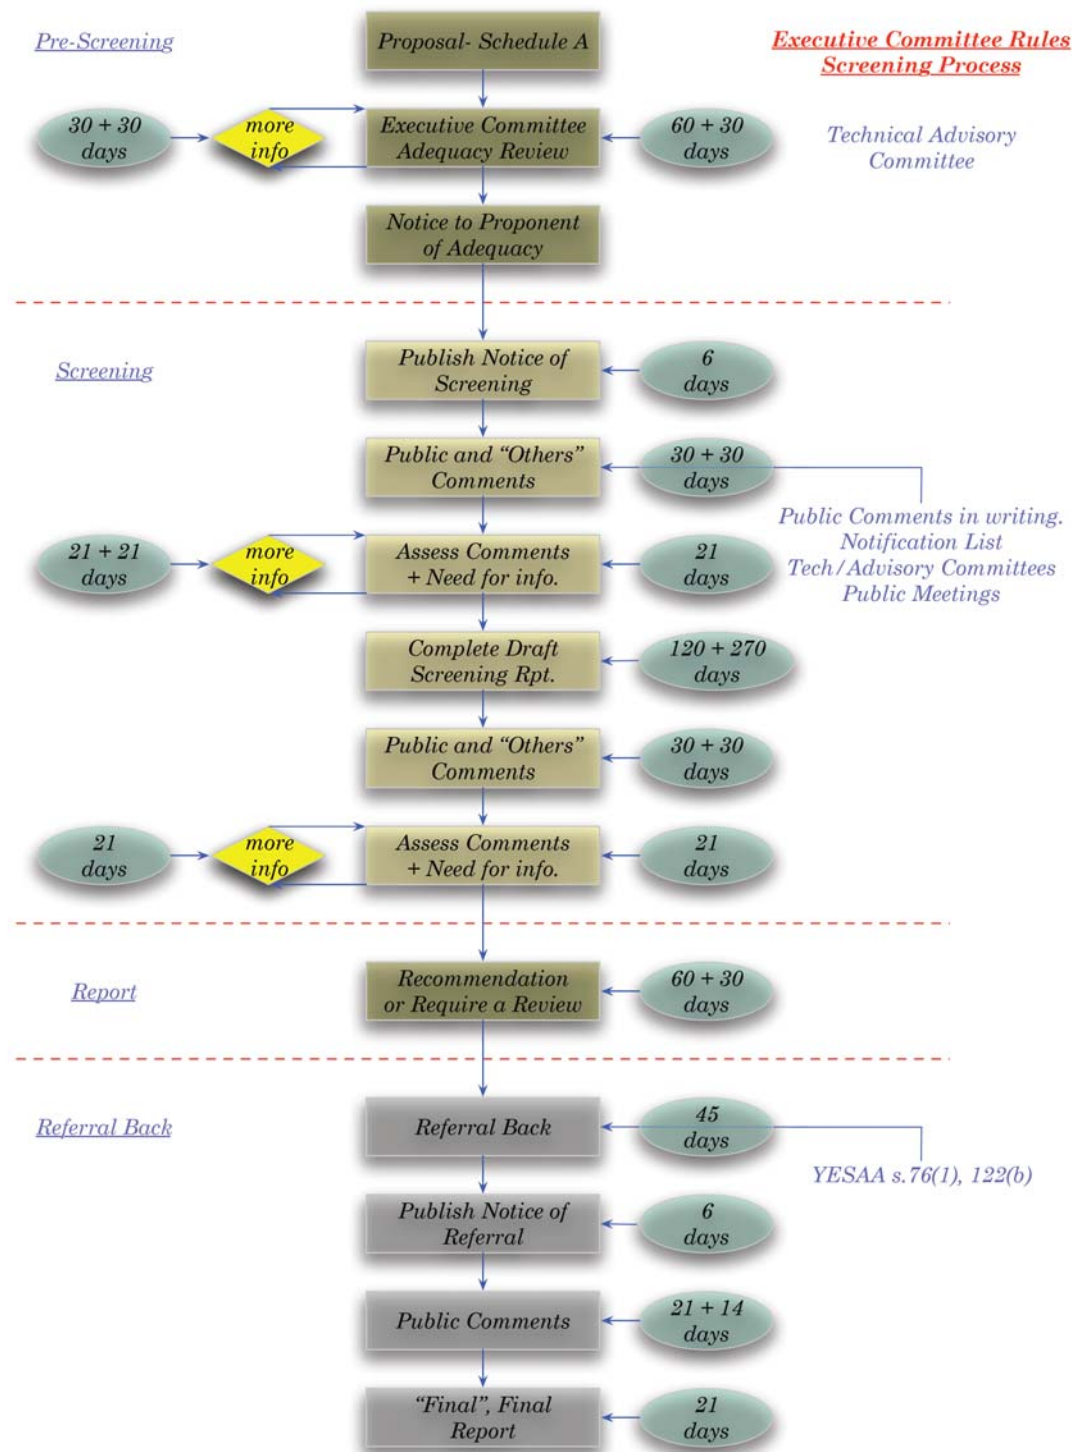 Pre-Screening
Proposal- Schedule A
Executive Committee Rules
Screening Process
30 + 30
days
more
info
Executive Committee
Adequacy Review
60 + 30
days
Technical Advisory
Committee
Notice to Proponent
of Adequacy
Screening
Publish Notice of
Screening
6
days
Public and “Others”
Comments
30 + 30
days
Public Comments in writing.
Notification List
Tech/Advisory Committees
Public Meetings
21 + 21
days
more
info
Assess Comments
+ Need for info.
21
days
Complete Draft
Screening Rpt.
120 + 270
days
Public and “Others”
Comments
30 + 30
days
21
days
more
info
Assess Comments
+ Need for info.
21
days
Report
Recommendation
or Require a Review
60 + 30
days
Referral Back
Referral Back
45
days
YESAA s.76(1), 122(b)
Publish Notice of
Referral
6
days
Public Comments
21 + 14
days
“Final”, Final
Report
21
days